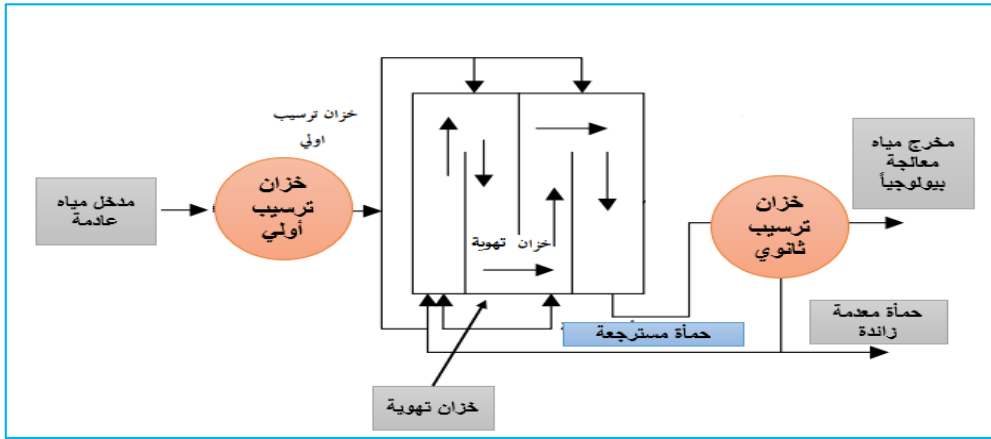 خزان ترسيب
اولي
مدخل مياه
عادمة
خزان
ترسيب
أولي
خزان تهوية
خزان
ترسيب
ثانوي
مخرج مياه
معالجة
بيولوجياً
حمأة مسترجعة
حمأة معدمة
زائدة
خزان تهوية